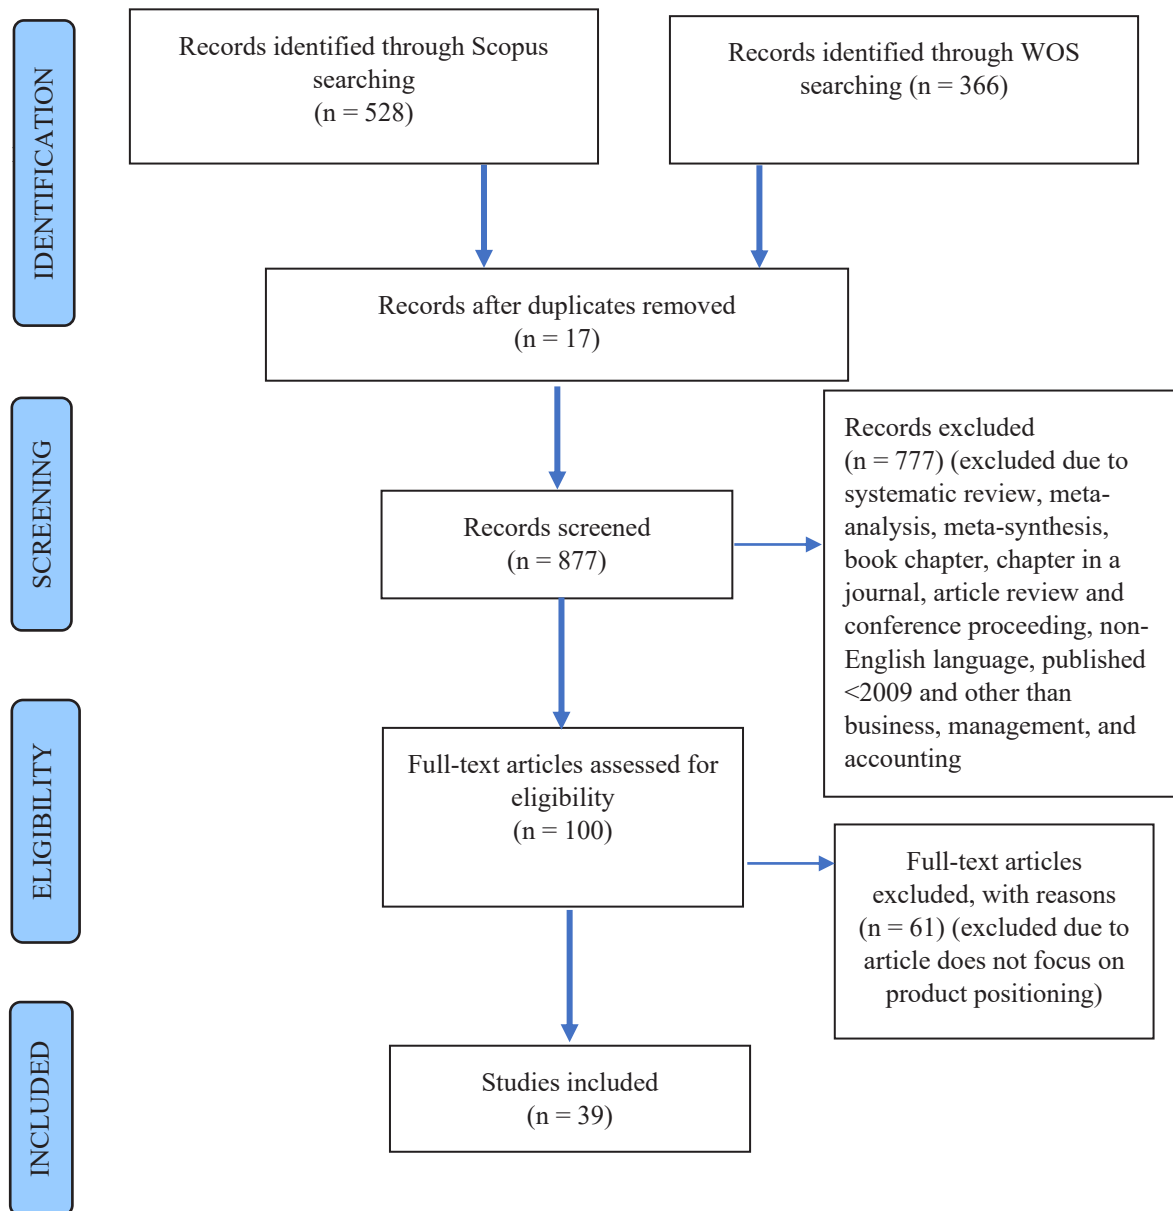 IDENTIFICATION
Records identified through Scopus
searching
(n = 528)
Records identified through WOS
searching (n = 366)
Records after duplicates removed
(n = 17)
SCREENING
Records screened
(n = 877)
Records excluded
(n = 777) (excluded due to
systematic review, meta-
analysis, meta-synthesis,
book chapter, chapter in a
journal, article review and
conference proceeding, non-
English language, published
<2009 and other than
business, management, and
accounting
ELIGIBILITY
Full-text articles assessed for
eligibility
(n = 100)
Full-text articles
excluded, with reasons
(n = 61) (excluded due to
article does not focus on
product positioning)
INCLUDED
Studies included
(n = 39)